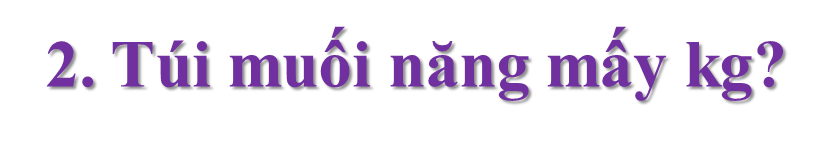 2. Túi muối năng mấy kg?